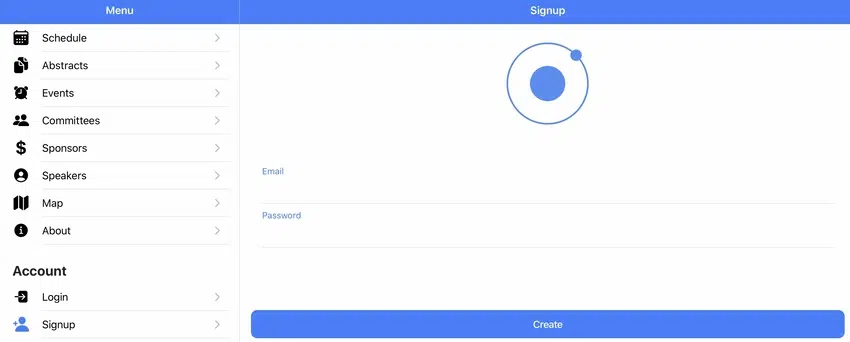 Menu
Schedule
Abstracts
Events
Committees
Sponsors
Speakers
Map
About
Account
Login
Signup
Signup
Email
Password
Create